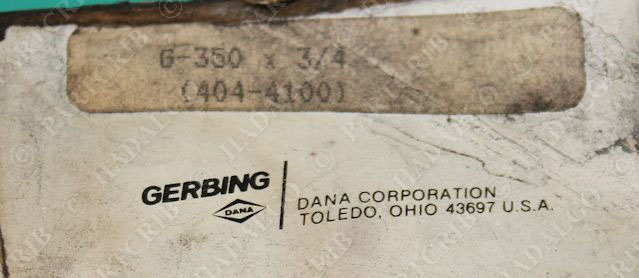 G-350 x 3/4
(404-4100)
GERBING
DANA
DANA CORPORATION
TOLEDO, OHIO 43697 U.S.A.